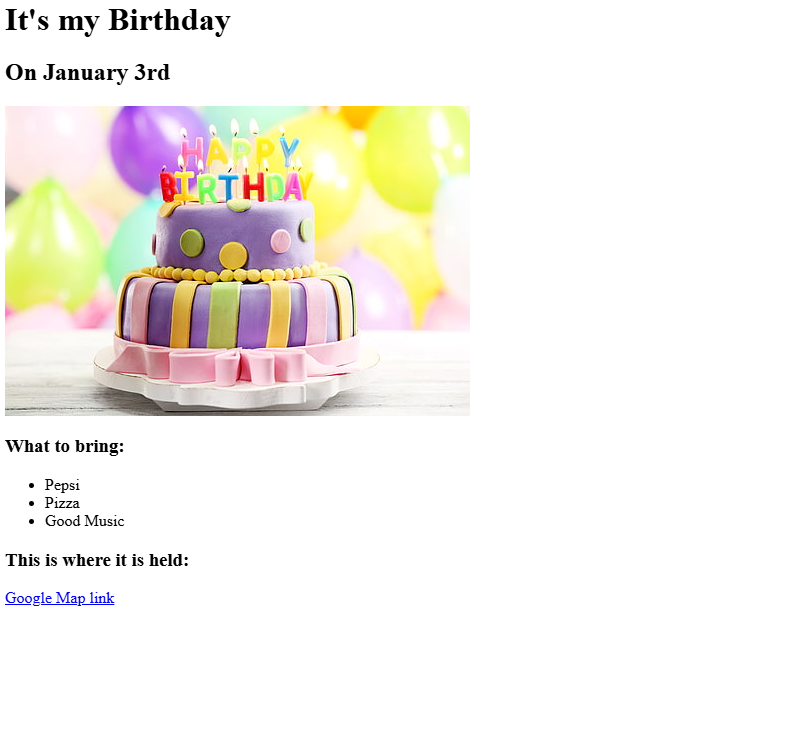 It's my Birthday
On January 3rd
HAPPY
BIRTHDAY
What to bring:
Pepsi
Pizza
Good Music
This is where it is held:
Google Map link